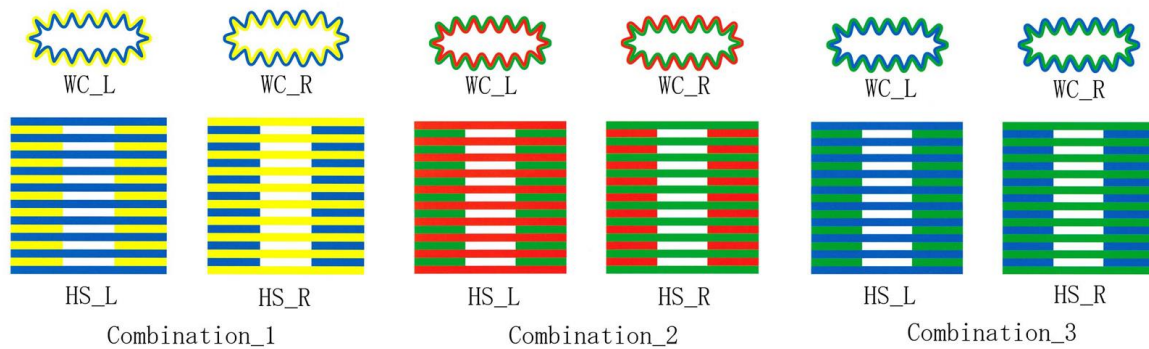 WC_L WC_R WC_L WC_R WC_L WC_R
HS_L HS_R HS_L HS_R HS_L HS_R
Combination_1 Combination_2 Combination_3